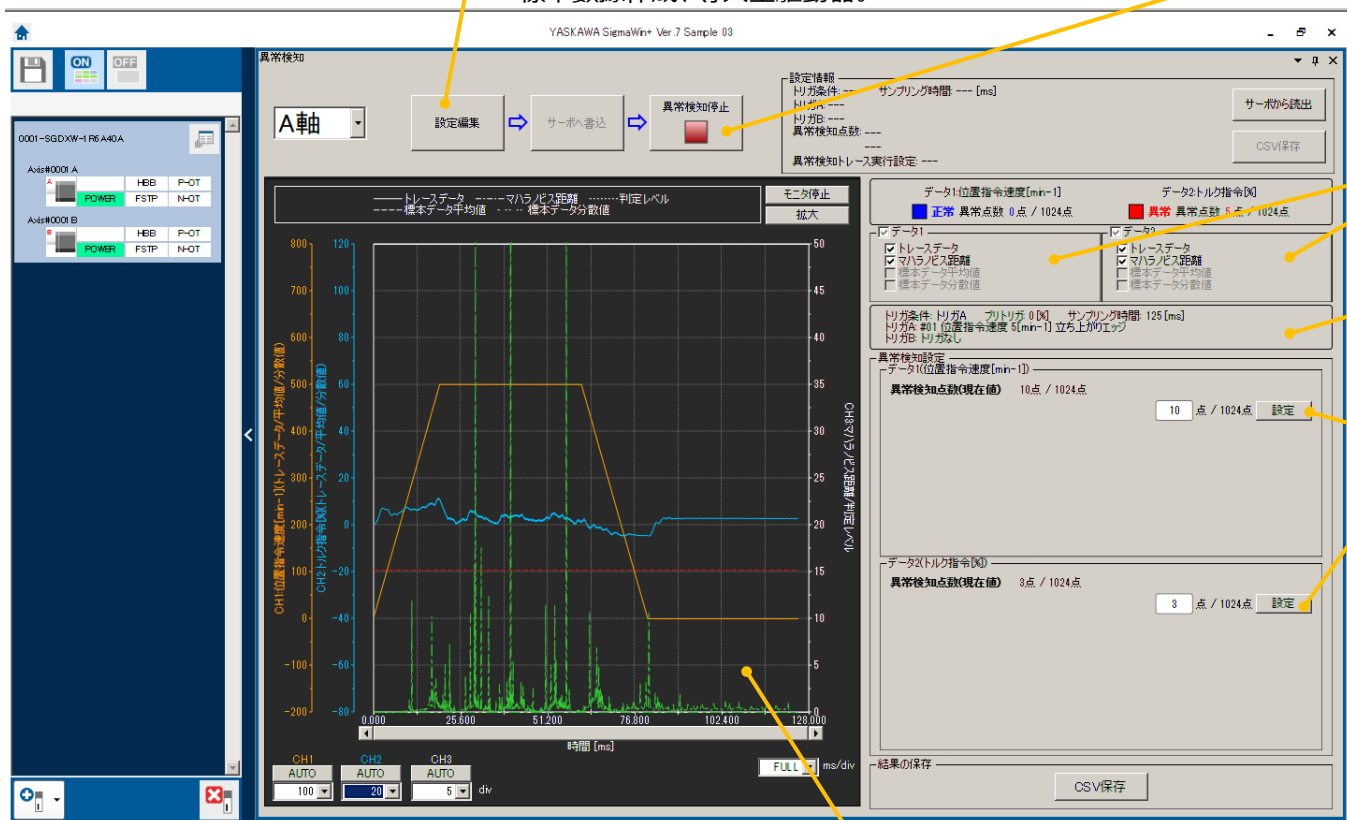 YASKAWA SigmaWin+ Ver.7 Sample 03
ON
OFF
0001-SGDXW-1R6A40A
Axis#0001 A
A
HBB
P-OT
POWER
FSTP
N-OT
Axis#0001 B
B
HBB
P-OT
POWER
FSTP
N-OT
異常検知
A軸
設定編集
サーボへ書込
異常検知停止
設定情報
トリガ条件: --- サンプリング時間: --- [ms]
トリガA: ---
トリガB: ---
異常検知点数: ---
---
異常検知トレース実行設定: ---
サーボから読出
CSV保存
トレースデータ マハラノビス距離 判定レベル
標本データ平均値 標本データ分散値
モニタ停止
拡大
データ1:位置指令速度[min-1]
データ2:トルク指令[%]
正常 異常点数 0点 / 1024点
異常 異常点数 5点 / 1024点
データ1
トレースデータ
マハラノビス距離
標本データ平均値
標本データ分散値
データ2
トレースデータ
マハラノビス距離
標本データ平均値
標本データ分散値
トリガ条件: トリガA プリトリガ: 0 [%] サンプリング時間: 125 [ms]
トリガA: #01 位置指令速度 5[min-1] 立ち上がりエッジ
トリガB: トリガなし
異常検知設定
データ1(位置指令速度[min-1])
異常検知点数(現在値) 10点 / 1024点
10 点 / 1024点 設定
データ2(トルク指令[%])
異常検知点数(現在値) 3点 / 1024点
3 点 / 1024点 設定
結果の保存
CSV保存
CH1:位置指令速度[min-1](トレースデータ/平均値/分散値)
800
700
600
500
400
300
200
100
0
-100
-200
CH2:トルク指令[%](トレースデータ/平均値/分散値)
120
100
80
60
40
20
0
-20
-40
-60
-80
50
45
40
35
30
25
20
15
10
5
0
CH3:マハラノビス距離/判定レベル
0.000
25.600
51.200
76.800
102.400
128.000
時間 [ms]
CH1
CH2
CH3
AUTO
AUTO
AUTO
100
20
5
div
FULL
ms/div